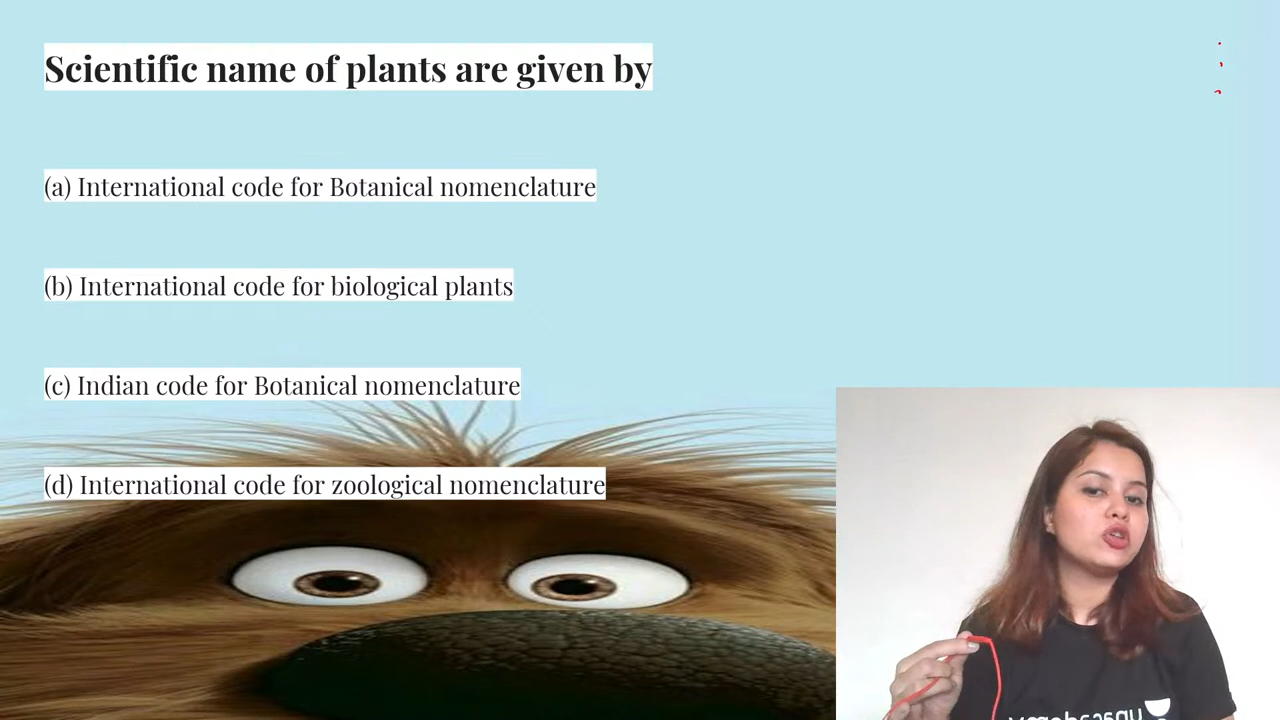 Scientific name of plants are given by
(a) International code for Botanical nomenclature
(b) International code for biological plants
(c) Indian code for Botanical nomenclature
(d) International code for zoological nomenclature